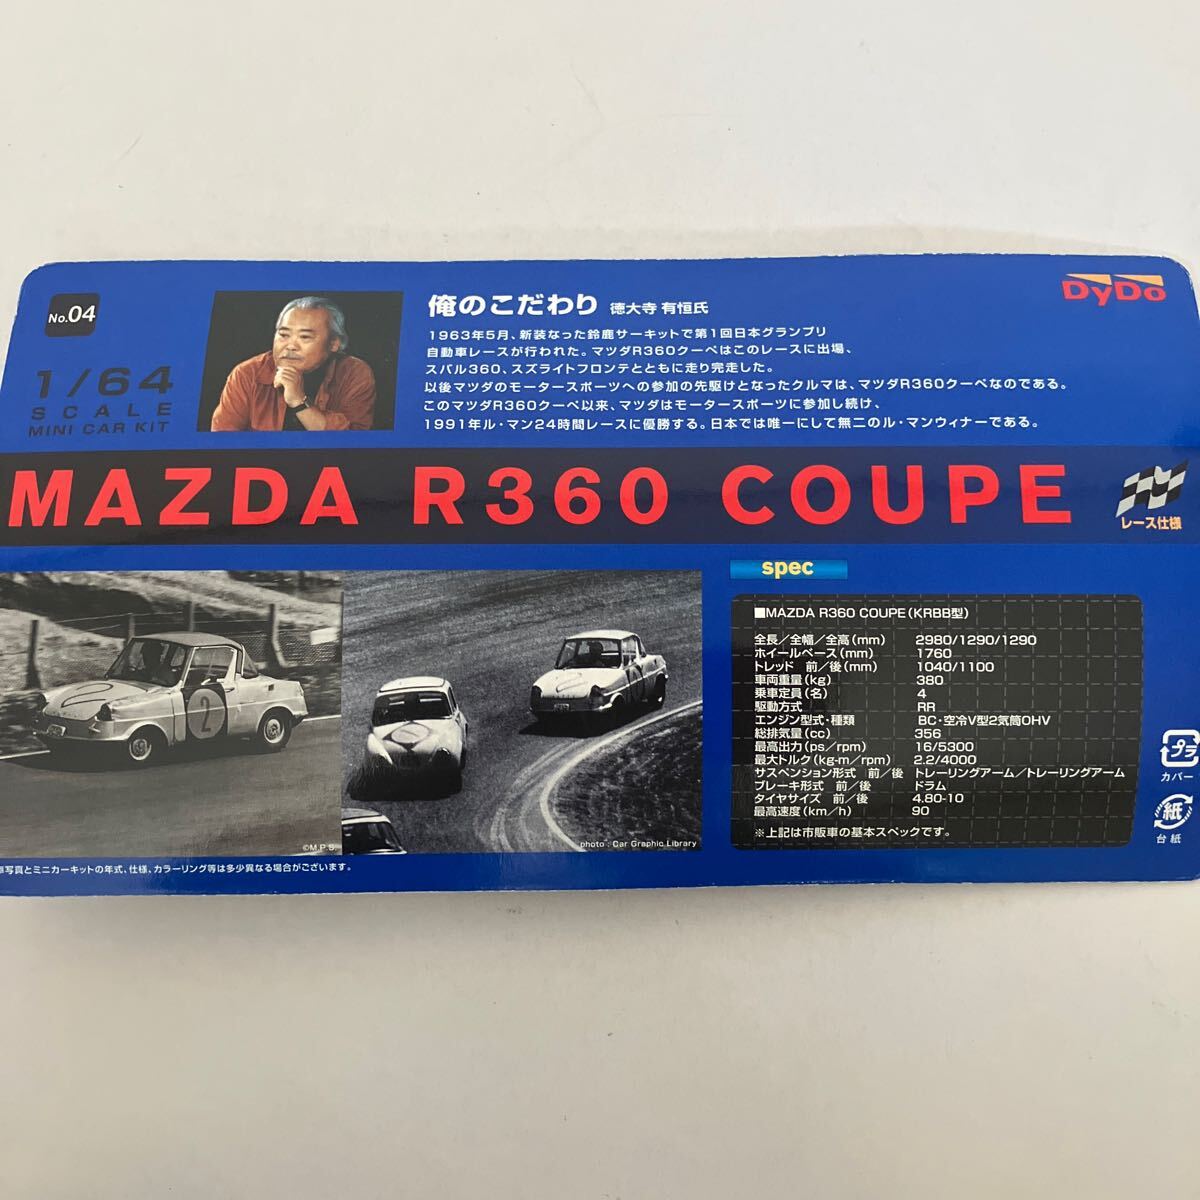 No.04
1/64
SCALE
MINI CAR KIT
俺のこだわり 徳大寺 有恒氏
1963年5月、新装なった鈴鹿サーキットで第1回日本グランプリ
自動車レースが行われた。マツダR360クーペはこのレースに出場、
スバル360、スズライトフロンテとともに走り完走した。
以後マツダのモータースポーツへの参加の先駆けとなったクルマは、マツダR360クーペなのである。
このマツダR360クーペ以来、マツダはモータースポーツに参加し続け、
1991年ル・マン24時間レースに優勝する。日本では唯一にして無二のル・マンウィナーである。
DyDo
MAZDA R360 COUPE
レース仕様
2
©M.P.S
photo : Car Graphic Library
車写真とミニカーキットの年式、仕様、カラーリング等は多少異なる場合がございます。
spec
■MAZDA R360 COUPE(KRBB型)
全長/全幅/全高(mm) 2980/1290/1290
ホイールベース(mm) 1760
トレッド 前/後(mm) 1040/1100
車両重量(kg) 380
乗車定員(名) 4
駆動方式 RR
エンジン型式・種類 BC・空冷V型2気筒OHV
総排気量(cc) 356
最高出力(ps/rpm) 16/5300
最大トルク(kg-m/rpm) 2.2/4000
サスペンション形式 前/後 トレーリングアーム/トレーリングアーム
ブレーキ形式 前/後 ドラム
タイヤサイズ 前/後 4.80-10
最高速度(km/h) 90
※上記は市販車の基本スペックです。
プラ
カバー
紙
台紙